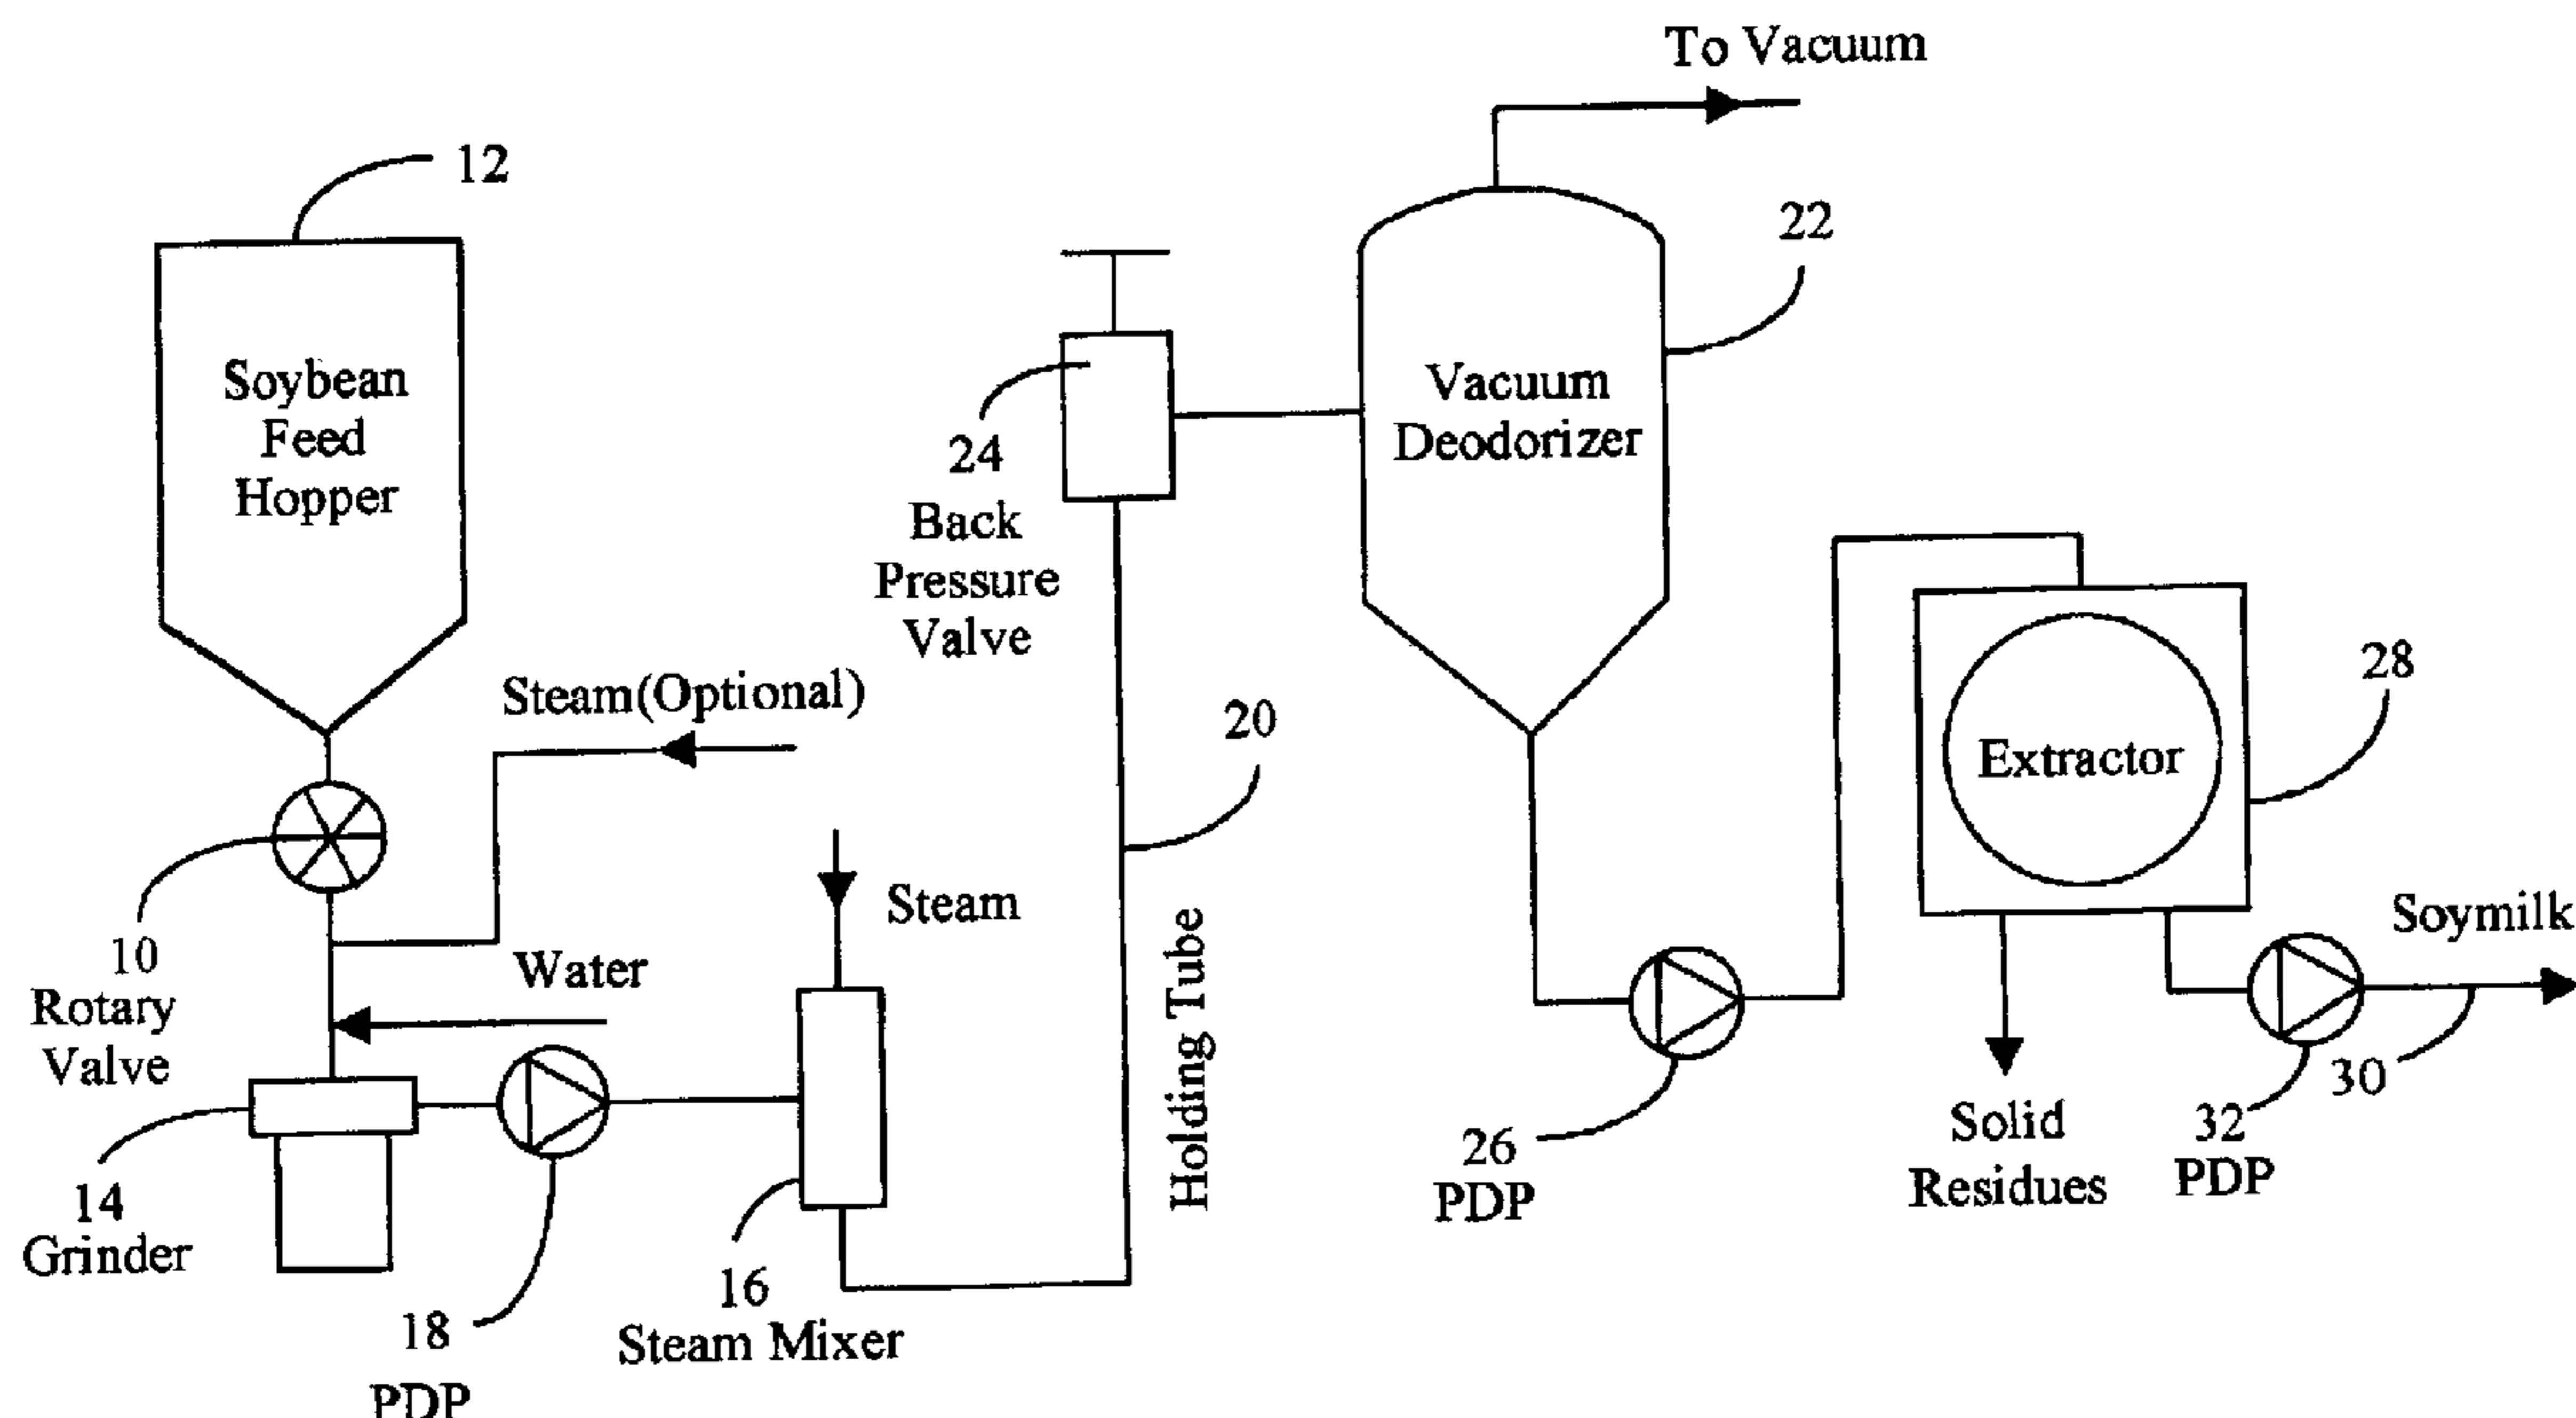 To Vacuum
12
22
Soybean
Feed
Hopper
Vacuum
Deodorizer
24
Back
Pressure
Valve
Steam(Optional)
20
28
Extractor
10
Rotary
Valve
Steam
Water
Holding Tube
Soymilk
30
14
Grinder
18
PDP
16
Steam Mixer
26
PDP
Solid
Residues
32
PDP